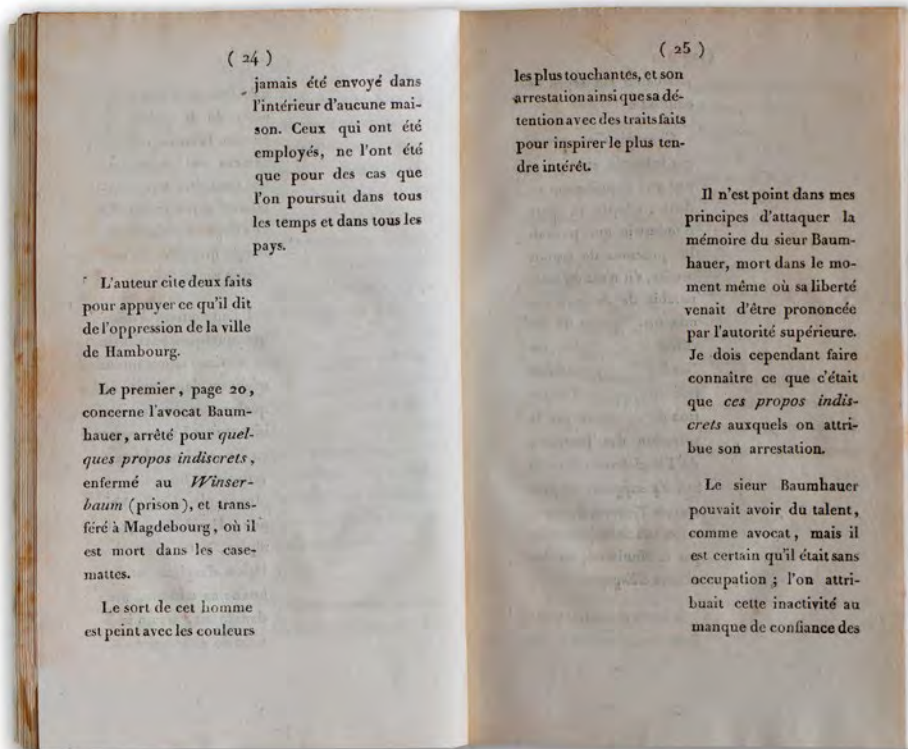 ( 24 )
jamais été envoyé dans
l'intérieur d'aucune mai-
son. Ceux qui ont été
employés, ne l'ont été
que pour des cas que
l'on poursuit dans tous
les temps et dans tous les
pays.
L'auteur cite deux faits
pour appuyer ce qu'il dit
de l'oppression de la ville
de Hambourg.
Le premier, page 20,
concerne l'avocat Baum-
hauer, arrêté pour quel-
ques propos indiscrets,
enfermé au Winser-
baum (prison), et trans-
féré à Magdebourg, où il
est mort dans les case-
mattes.
Le sort de cet homme
est peint avec les couleurs
( 25 )
les plus touchantes, et son
arrestation ainsi que sa dé-
tention avec des traits faits
pour inspirer le plus ten-
dre intérêt.
Il n'est point dans mes
principes d'attaquer la
mémoire du sieur Baum-
hauer, mort dans le mo-
ment même où sa liberté
venait d'être prononcée
par l'autorité supérieure.
Je dois cependant faire
connaître ce que c'était
que ces propos indis-
crets auxquels on attri-
bue son arrestation.
Le sieur Baumhauer
pouvait avoir du talent,
comme avocat, mais il
est certain qu'il était sans
occupation ; l'on attri-
buait cette inactivité au
manque de confiance des